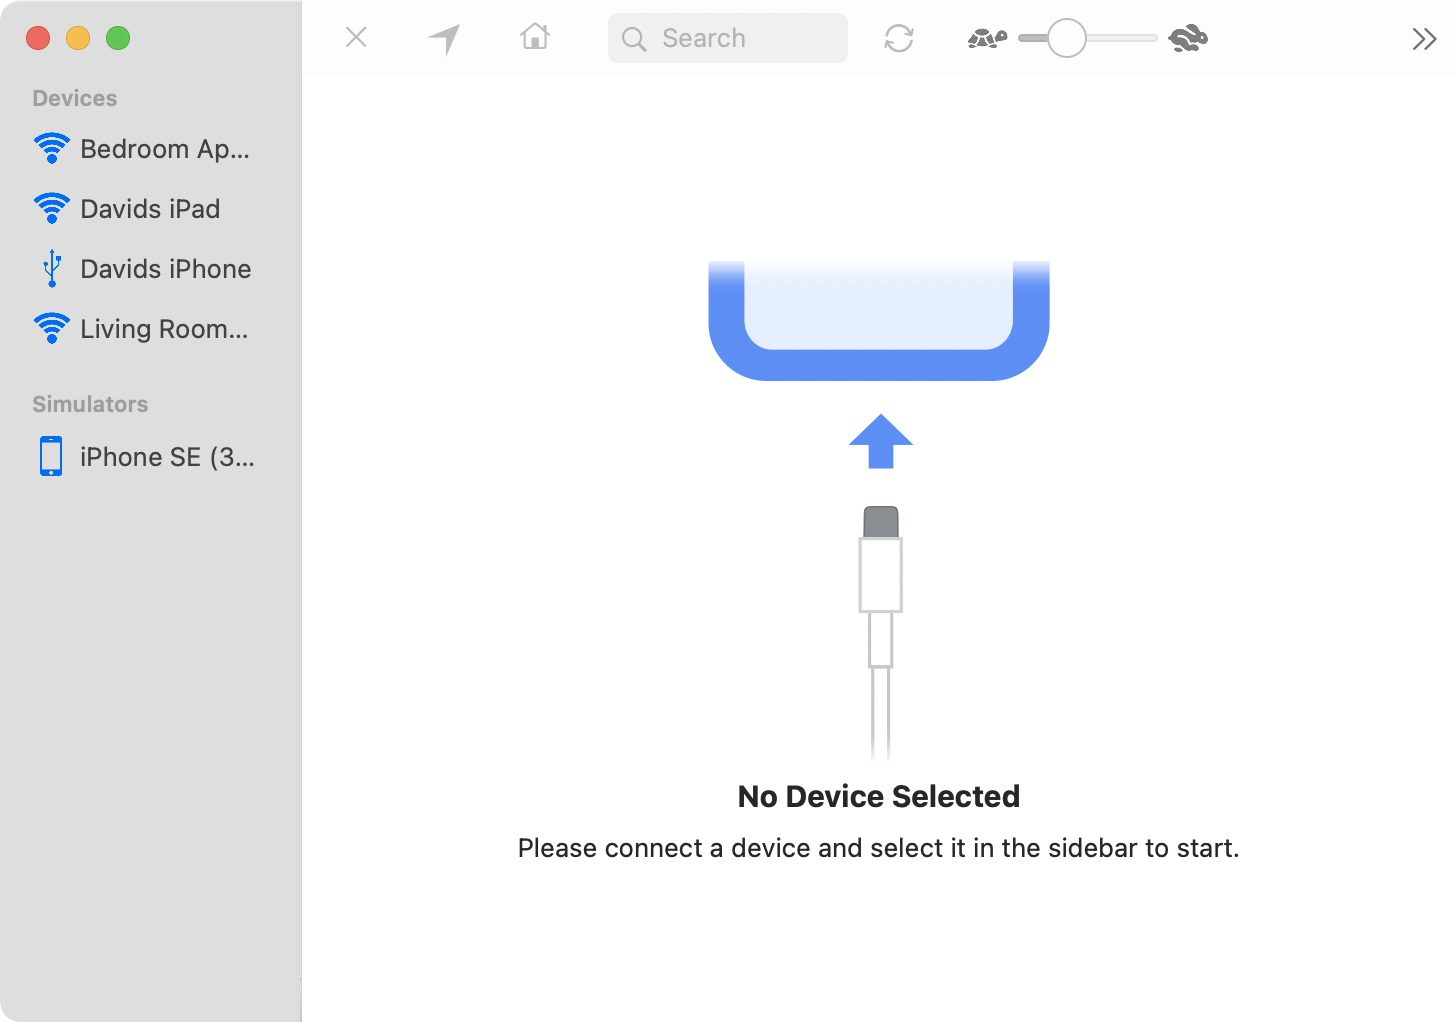 Search
Devices
Bedroom Ap...
Davids iPad
Davids iPhone
Living Room...
Simulators
iPhone SE (3...
No Device Selected
Please connect a device and select it in the sidebar to start.